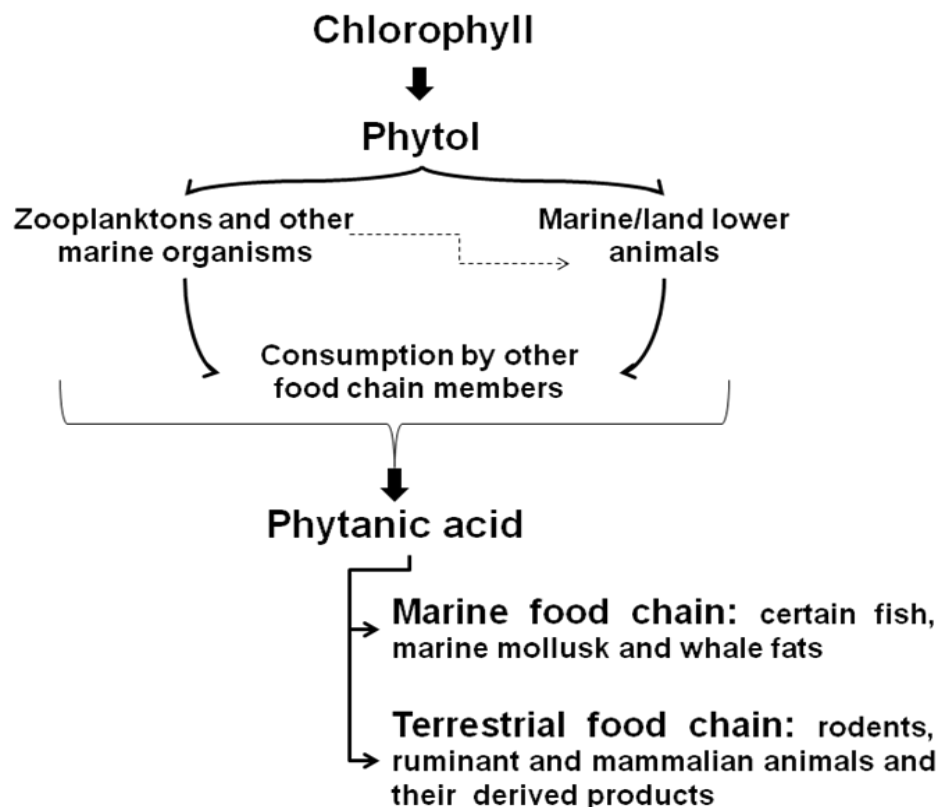 Chlorophyll
Phytol
Zooplanktons and other
marine organisms
Marine/land lower
animals
Consumption by other
food chain members
Phytanic acid
Marine food chain: certain fish,
marine mollusk and whale fats
Terrestrial food chain: rodents,
ruminant and mammalian animals and
their derived products